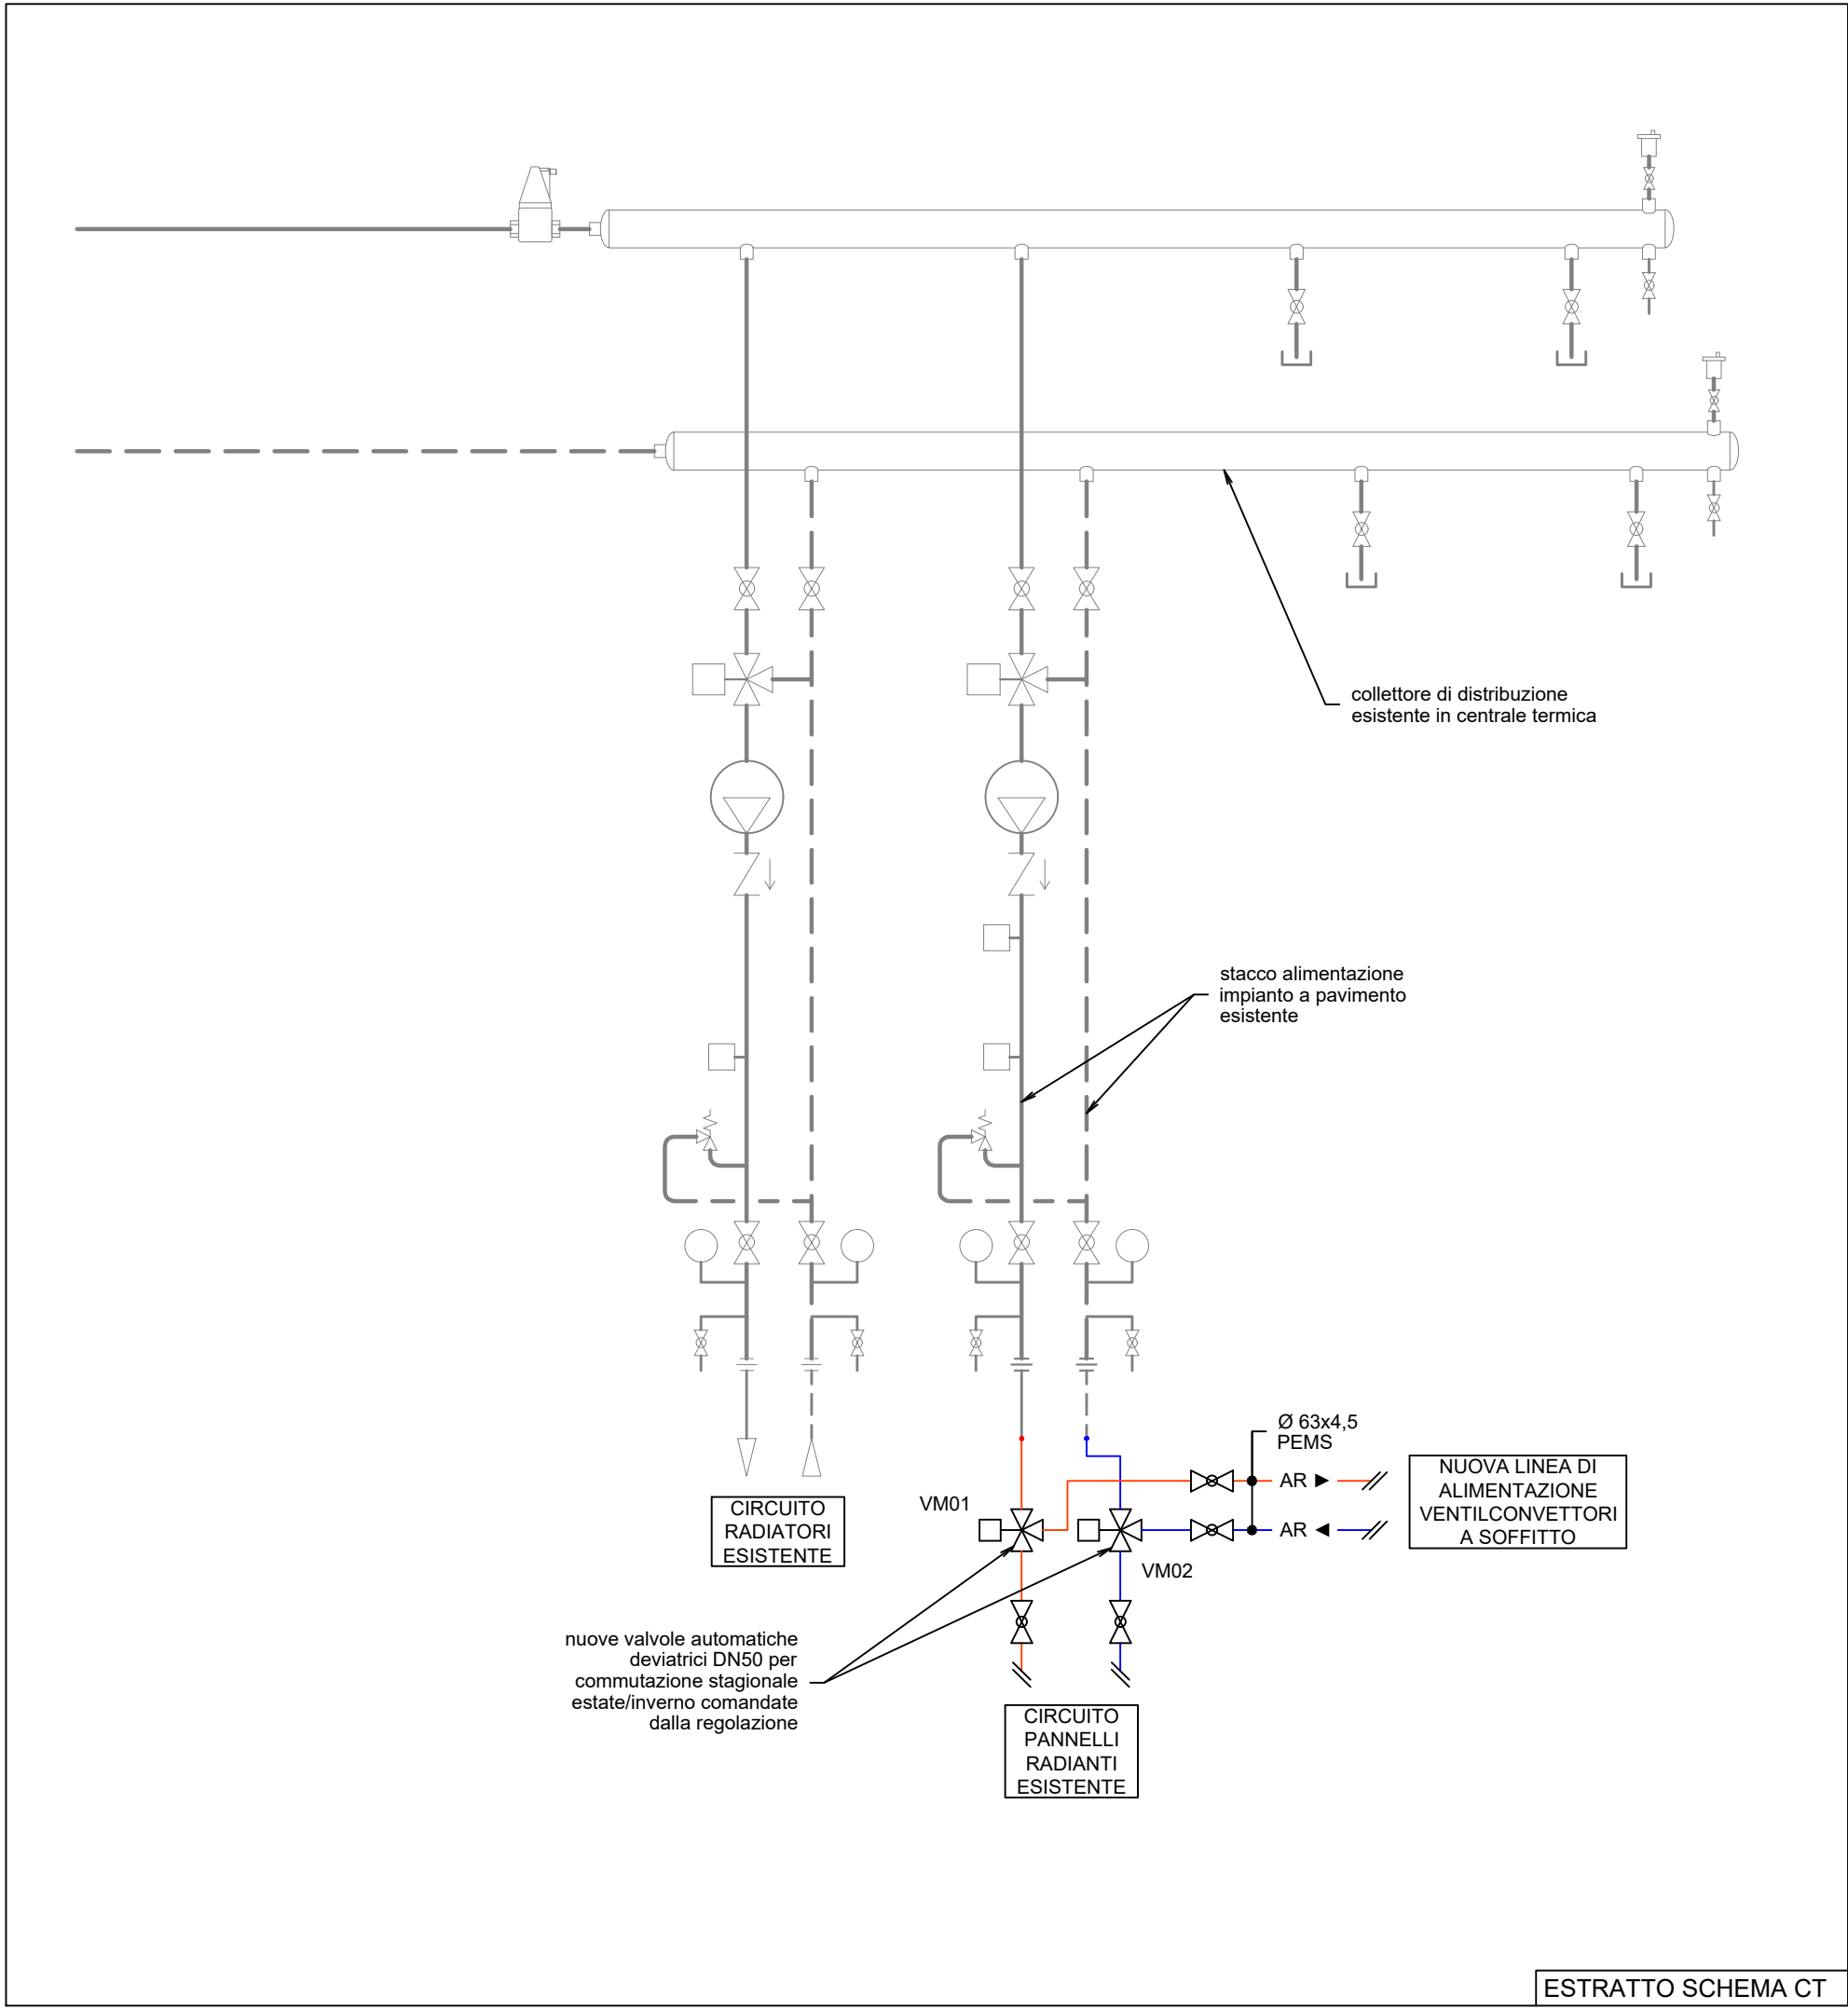 collettore di distribuzione
esistente in centrale termica
stacco alimentazione
impianto a pavimento
esistente
Ø 63x4,5
PEMS
AR ►
AR ◄
NUOVA LINEA DI
ALIMENTAZIONE
VENTILCONVETTORI
A SOFFITTO
VM01
VM02
CIRCUITO
RADIATORI
ESISTENTE
nuove valvole automatiche
deviatrici DN50 per
commutazione stagionale
estate/inverno comandate
dalla regolazione
CIRCUITO
PANNELLI
RADIANTI
ESISTENTE
ESTRATTO SCHEMA CT